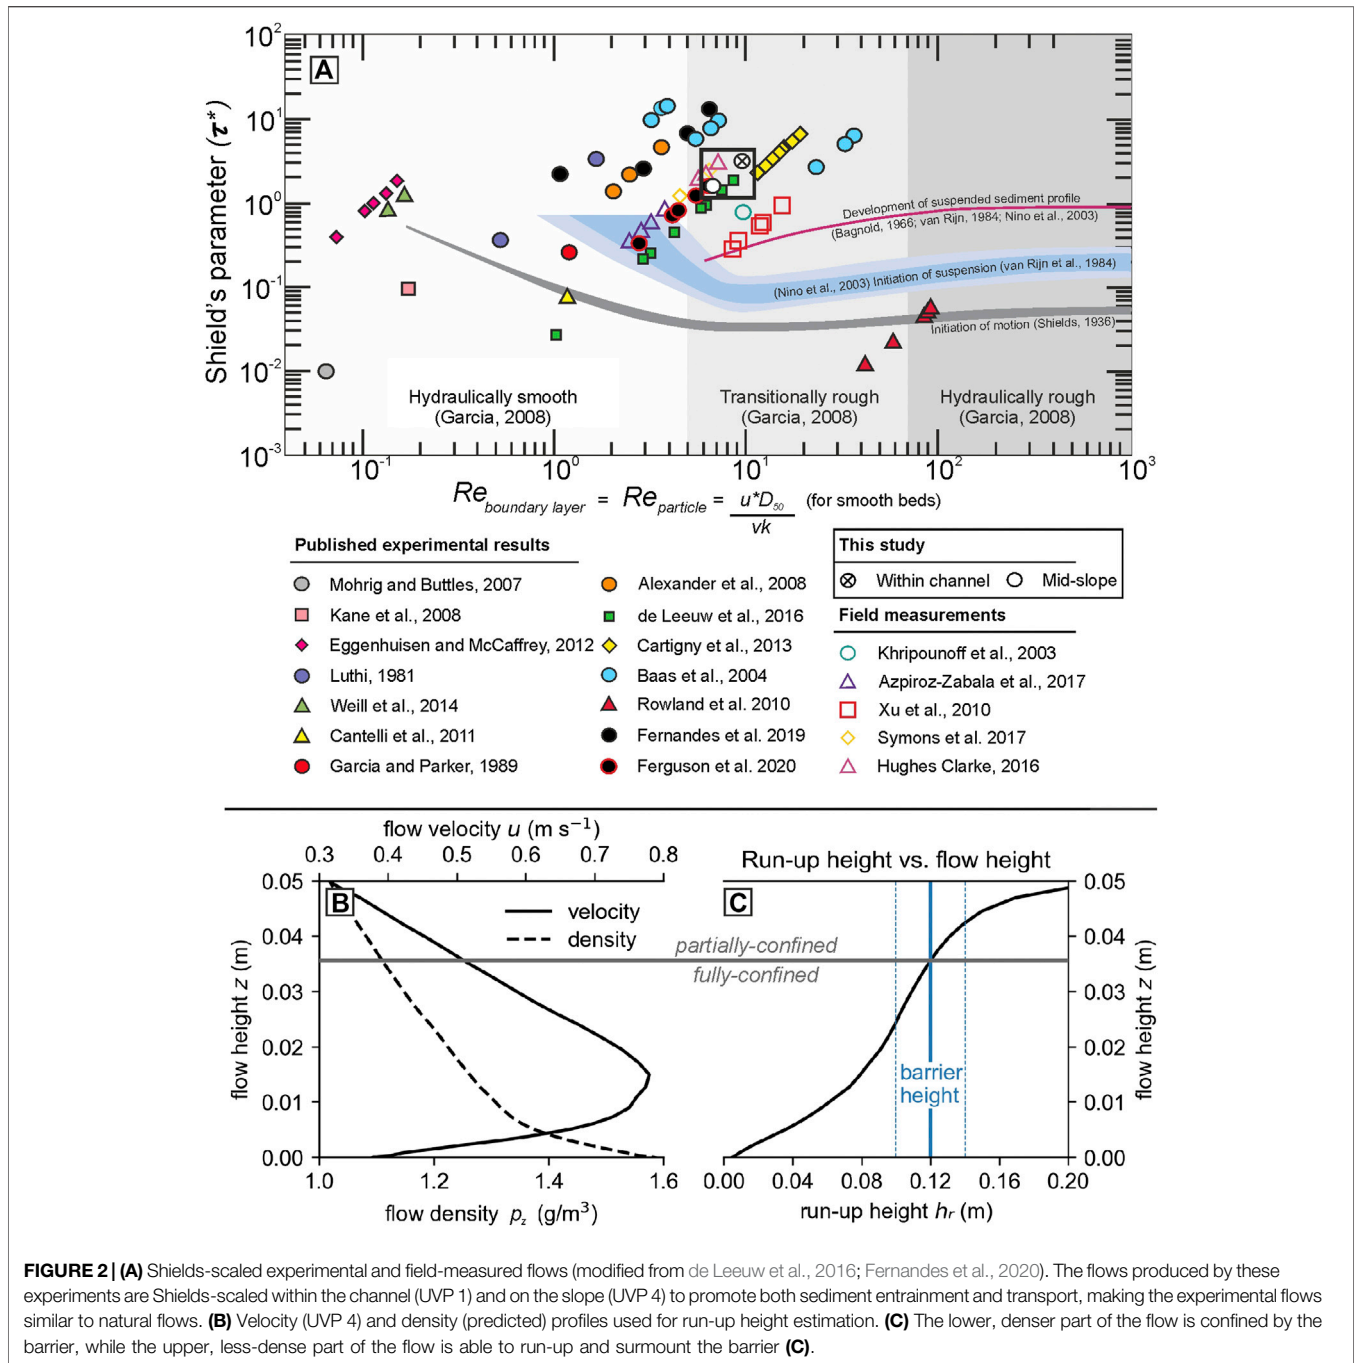 10²
10¹
10⁰
10⁻¹
10⁻²
10⁻³
A
Shield's parameter (𝜏*)
Development of suspended sediment profile
(Bagnold, 1966; van Rijn, 1984; Nino et al., 2003)
(Nino et al., 2003) Initiation of suspension (van Rijn et al., 1984)
Initiation of motion (Shields, 1936)
Hydraulically smooth
(Garcia, 2008)
Transitionally rough
(Garcia, 2008)
Hydraulically rough
(Garcia, 2008)
10⁻¹ 10⁰ 10¹ 10² 10³
Re boundary layer = Re particle = u*D₅₀ / vk (for smooth beds)
Published experimental results
Mohrig and Buttles, 2007
Kane et al., 2008
Eggenhuisen and McCaffrey, 2012
Luthi, 1981
Weill et al., 2014
Cantelli et al., 2011
Garcia and Parker, 1989
Alexander et al., 2008
de Leeuw et al., 2016
Cartigny et al., 2013
Baas et al., 2004
Rowland et al. 2010
Fernandes et al. 2019
Ferguson et al. 2020
This study
Within channel
Mid-slope
Field measurements
Khripounoff et al., 2003
Azpiroz-Zabala et al., 2017
Xu et al., 2010
Symons et al. 2017
Hughes Clarke, 2016
flow velocity u (m s⁻¹)
0.3 0.4 0.5 0.6 0.7 0.8
B
velocity
density
0.05
0.04
0.03
0.02
0.01
0.00
flow height z (m)
1.0 1.2 1.4 1.6
flow density p_z (g/m³)
partially-confined
fully-confined
Run-up height vs. flow height
C
barrier
height
0.05
0.04
0.03
0.02
0.01
0.00
flow height z (m)
0.00 0.04 0.08 0.12 0.16 0.20
run-up height h_r (m)
FIGURE 2 | (A) Shields-scaled experimental and field-measured flows (modified from de Leeuw et al., 2016; Fernandes et al., 2020). The flows produced by these
experiments are Shields-scaled within the channel (UVP 1) and on the slope (UVP 4) to promote both sediment entrainment and transport, making the experimental flows
similar to natural flows. (B) Velocity (UVP 4) and density (predicted) profiles used for run-up height estimation. (C) The lower, denser part of the flow is confined by the
barrier, while the upper, less-dense part of the flow is able to run-up and surmount the barrier (C).